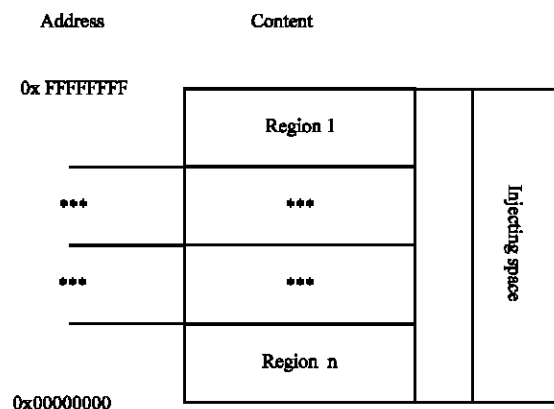 Address Content
0x FFFFFFFF
Region 1
*** ***
*** ***
Region n
0x00000000
Injecting space